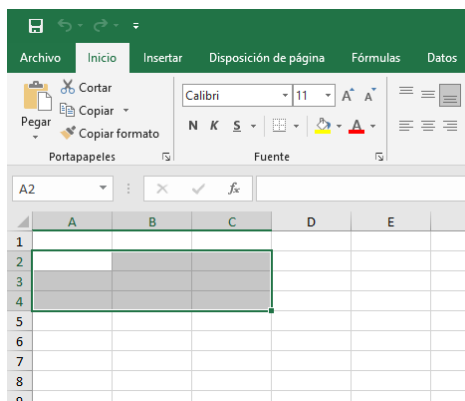 Archivo Inicio Insertar Disposición de página Fórmulas Datos
Cortar
Copiar
Pegar
Copiar formato
Calibri 11 A A
N K S A
Portapapeles Fuente
A2 fx
A B C D E
1
2
3
4
5
6
7
8
9